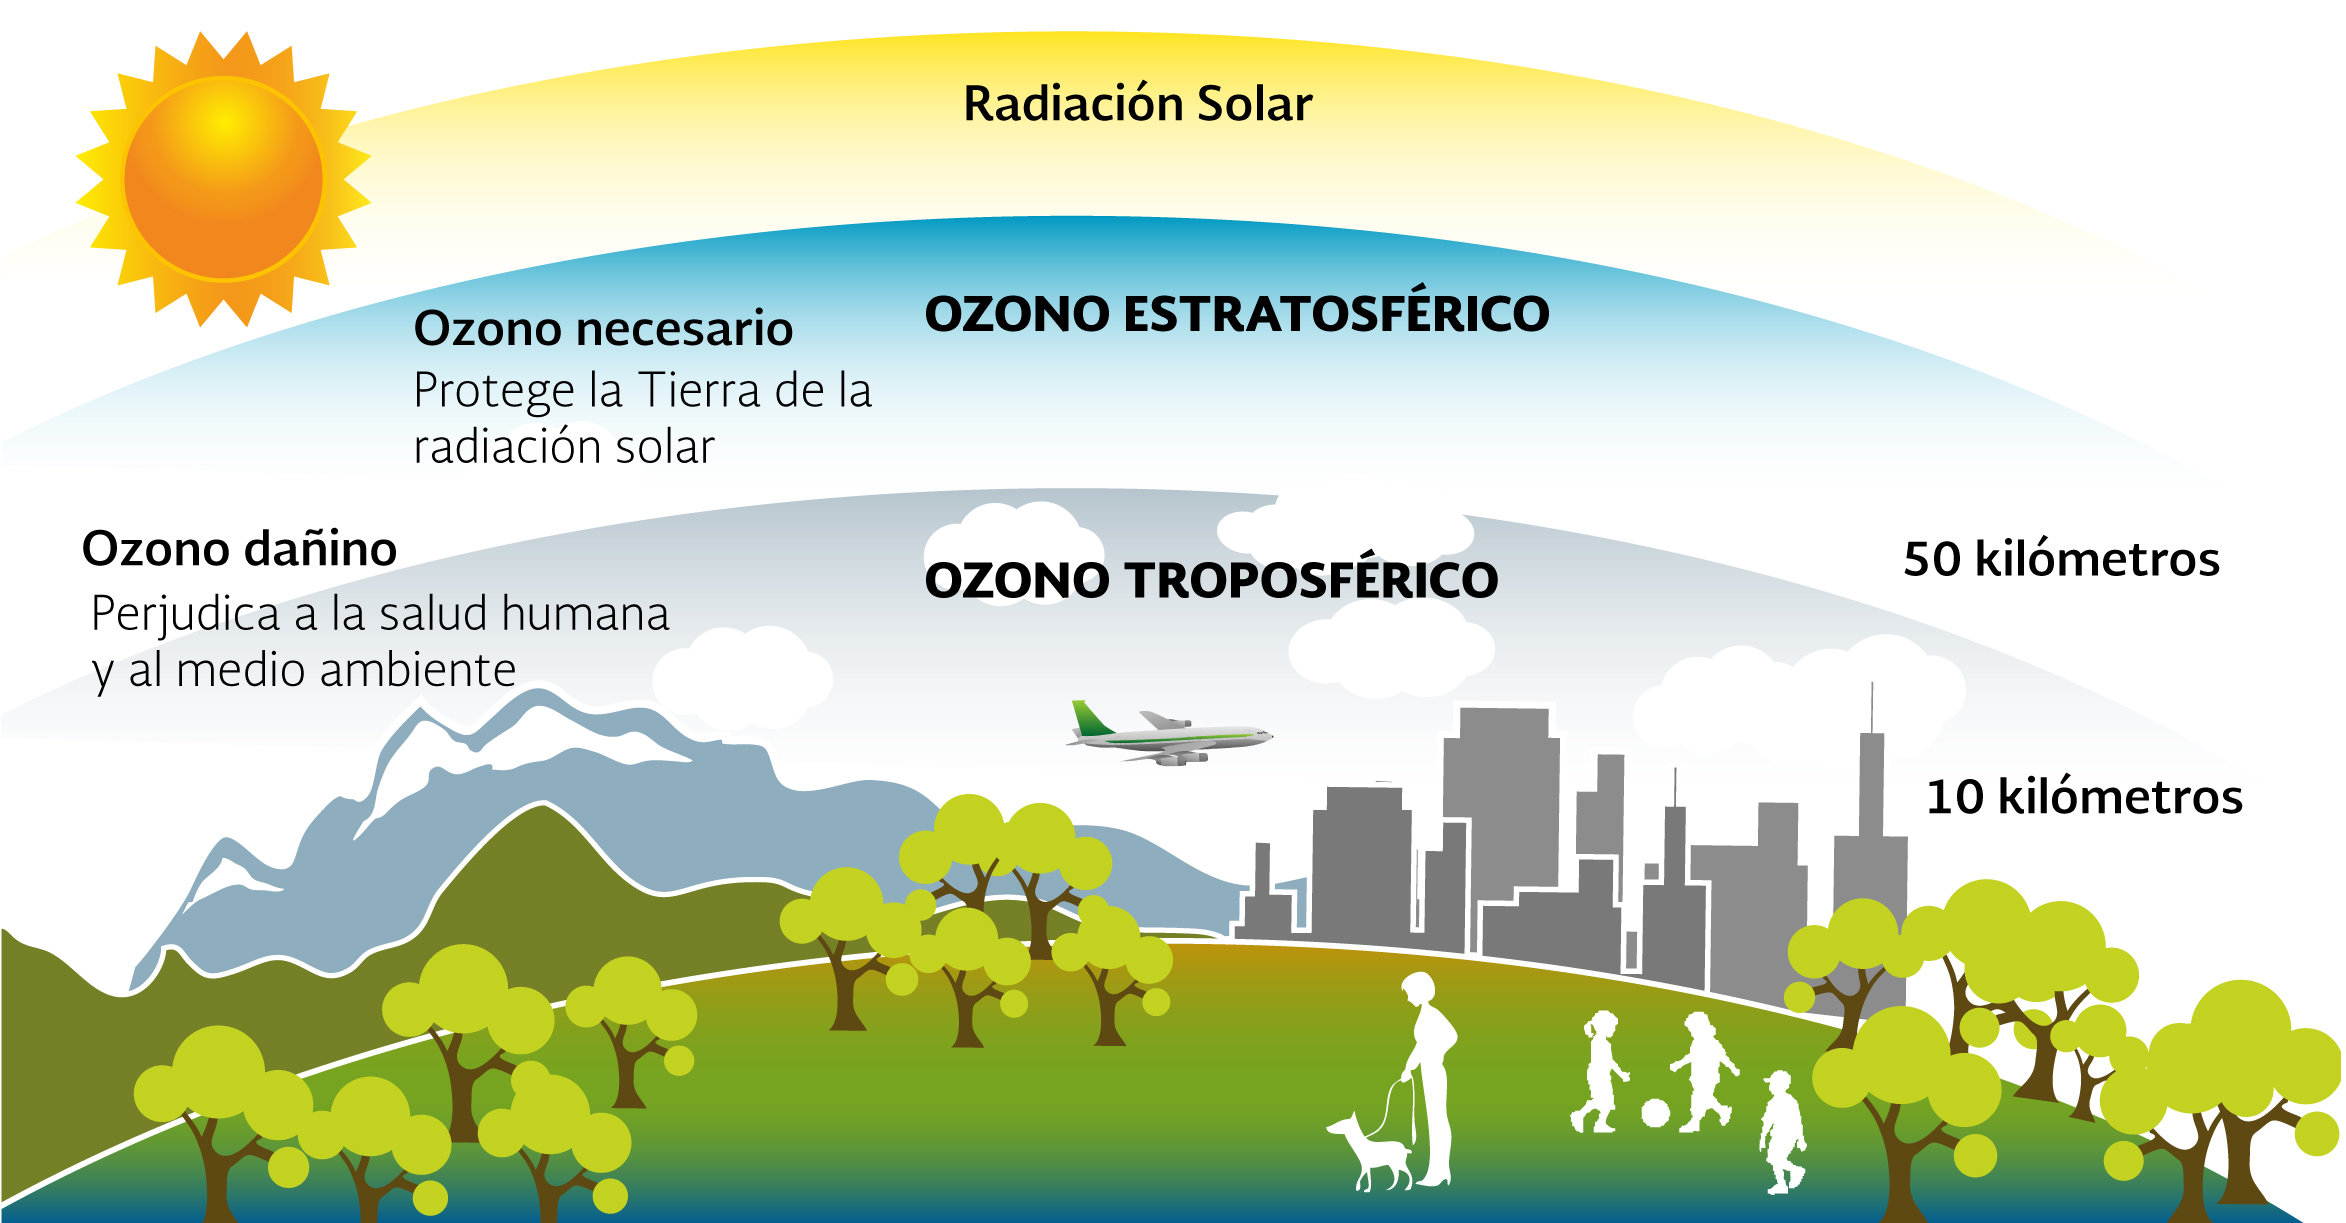 Radiación Solar
OZONO ESTRATOSFÉRICO
Ozono necesario
Protege la Tierra de la
radiación solar
Ozono dañino
Perjudica a la salud humana
y al medio ambiente
OZONO TROPOSFÉRICO
50 kilómetros
10 kilómetros